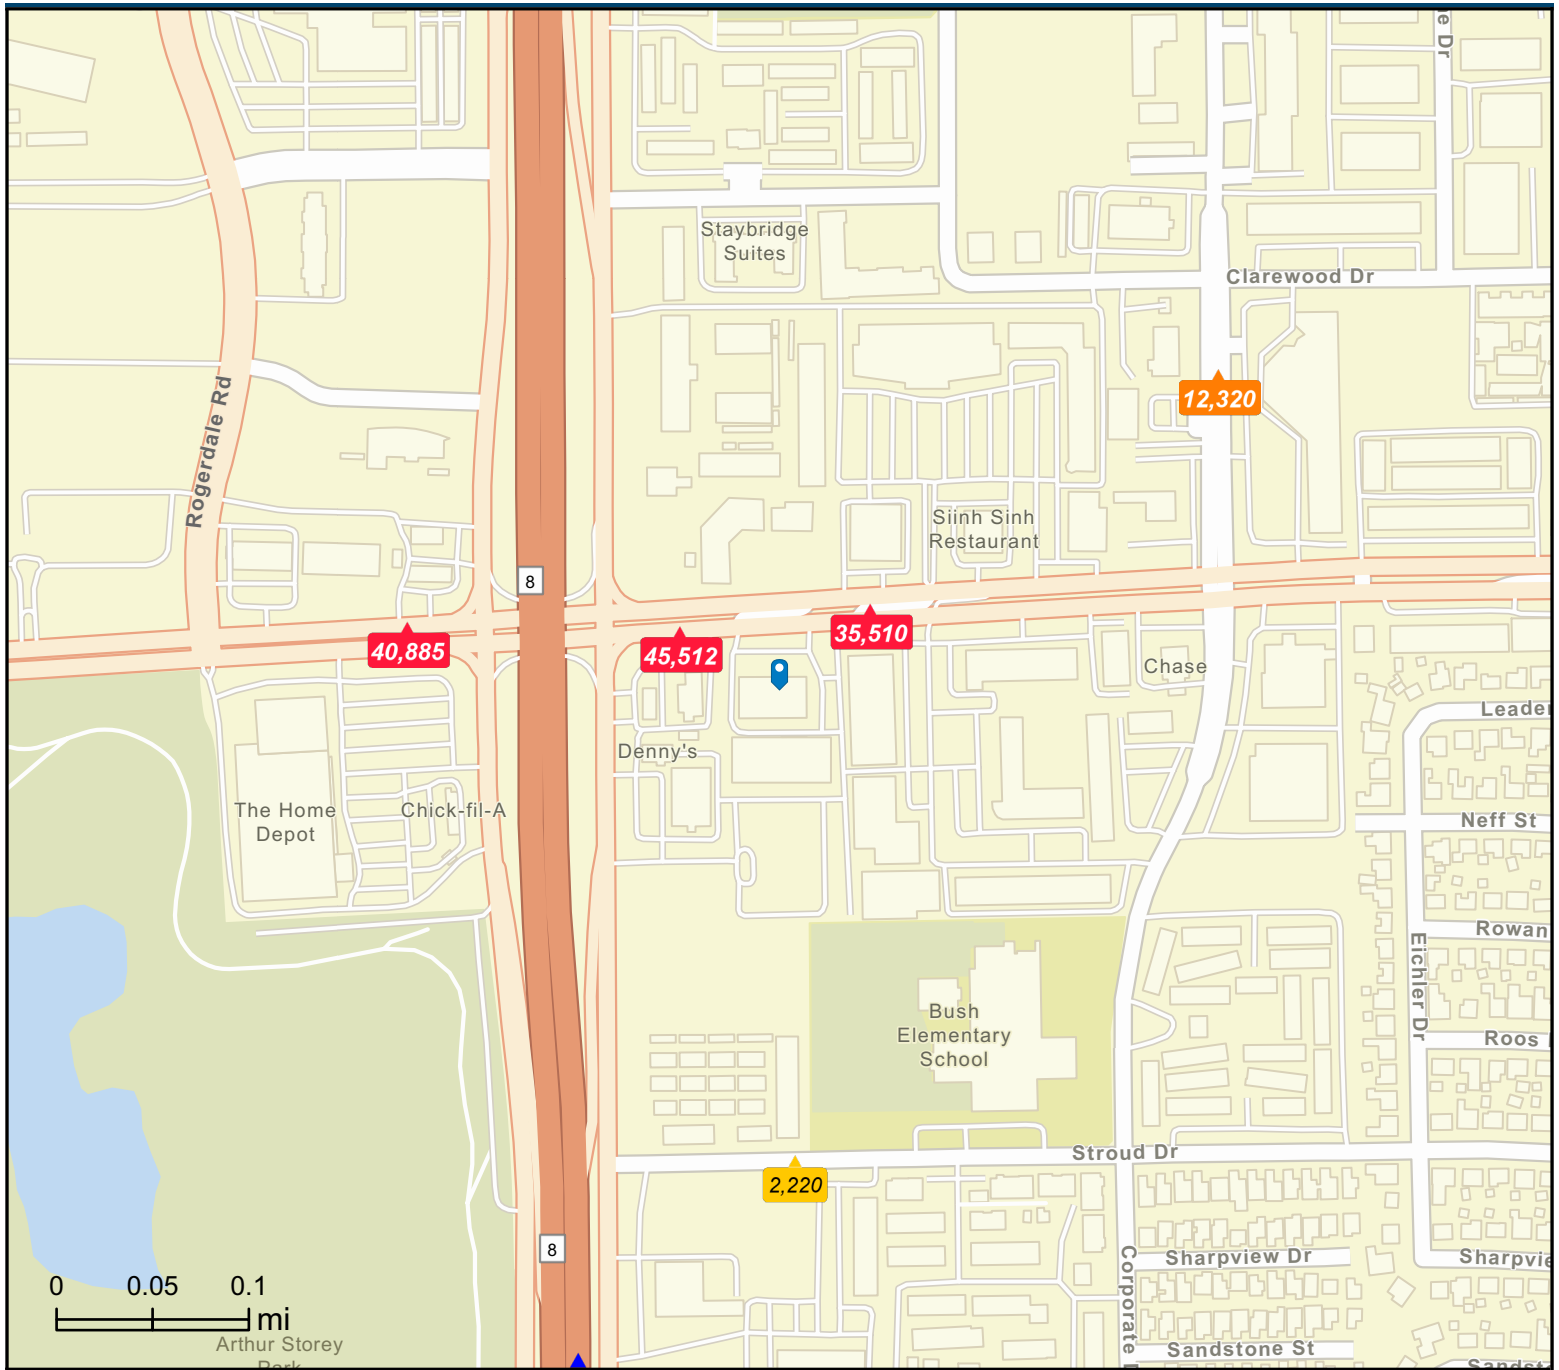 e Dr
Staybridge
Suites
Clarewood Dr
Rogerdale Rd
12,320
Siinh Sinh
Restaurant
8
40,885
45,512
35,510
Chase
Leader
Denny's
The Home
Depot
Chick-fil-A
Neff St
Rowan
Eichler Dr
Bush
Elementary
School
Roos
Stroud Dr
2,220
8
Corporate
Sharpview Dr
Sharpvie
0 0.05 0.1
mi
Arthur Storey
Park
Sandstone St
Sandst